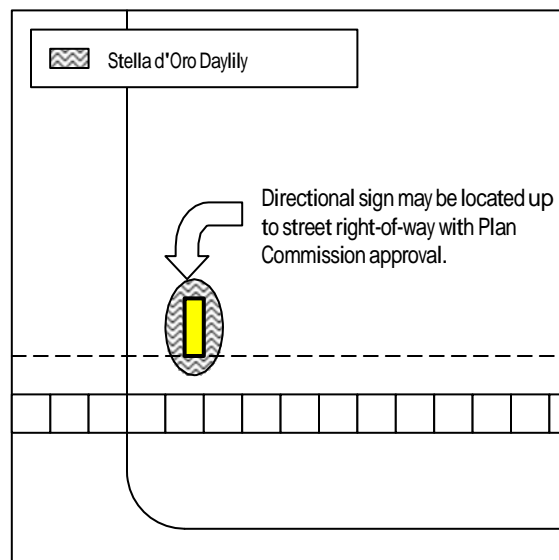 Stella d'Oro Daylily
Directional sign may be located up
to street right-of-way with Plan
Commission approval.